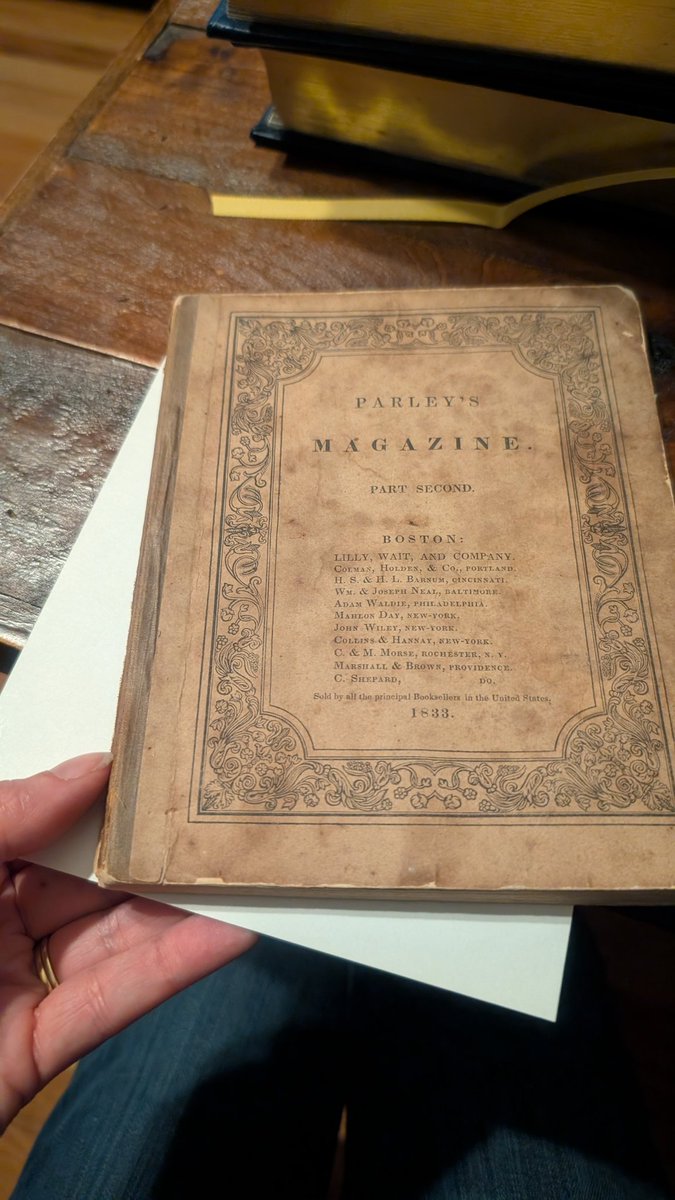 PARLEY'S
MAGAZINE.
PART SECOND.
BOSTON:
LILLY, WAIT, AND COMPANY.
COLMAN, HOLDEN, & CO., PORTLAND.
H. S. & H. L. BARNUM, CINCINNATI.
WM. & JOSEPH NEAL, BALTIMORE.
ADAM WALDIE, PHILADELPHIA.
MAHLON DAY, NEW-YORK.
JOHN WILEY, NEW-YORK.
COLLINS & HANNAY, NEW-YORK.
C. & M. MORSE, ROCHESTER, N. Y.
MARSHALL & BROWN, PROVIDENCE.
C. SHEPARD, DO.
Sold by all the principal Booksellers in the United States.
1833.